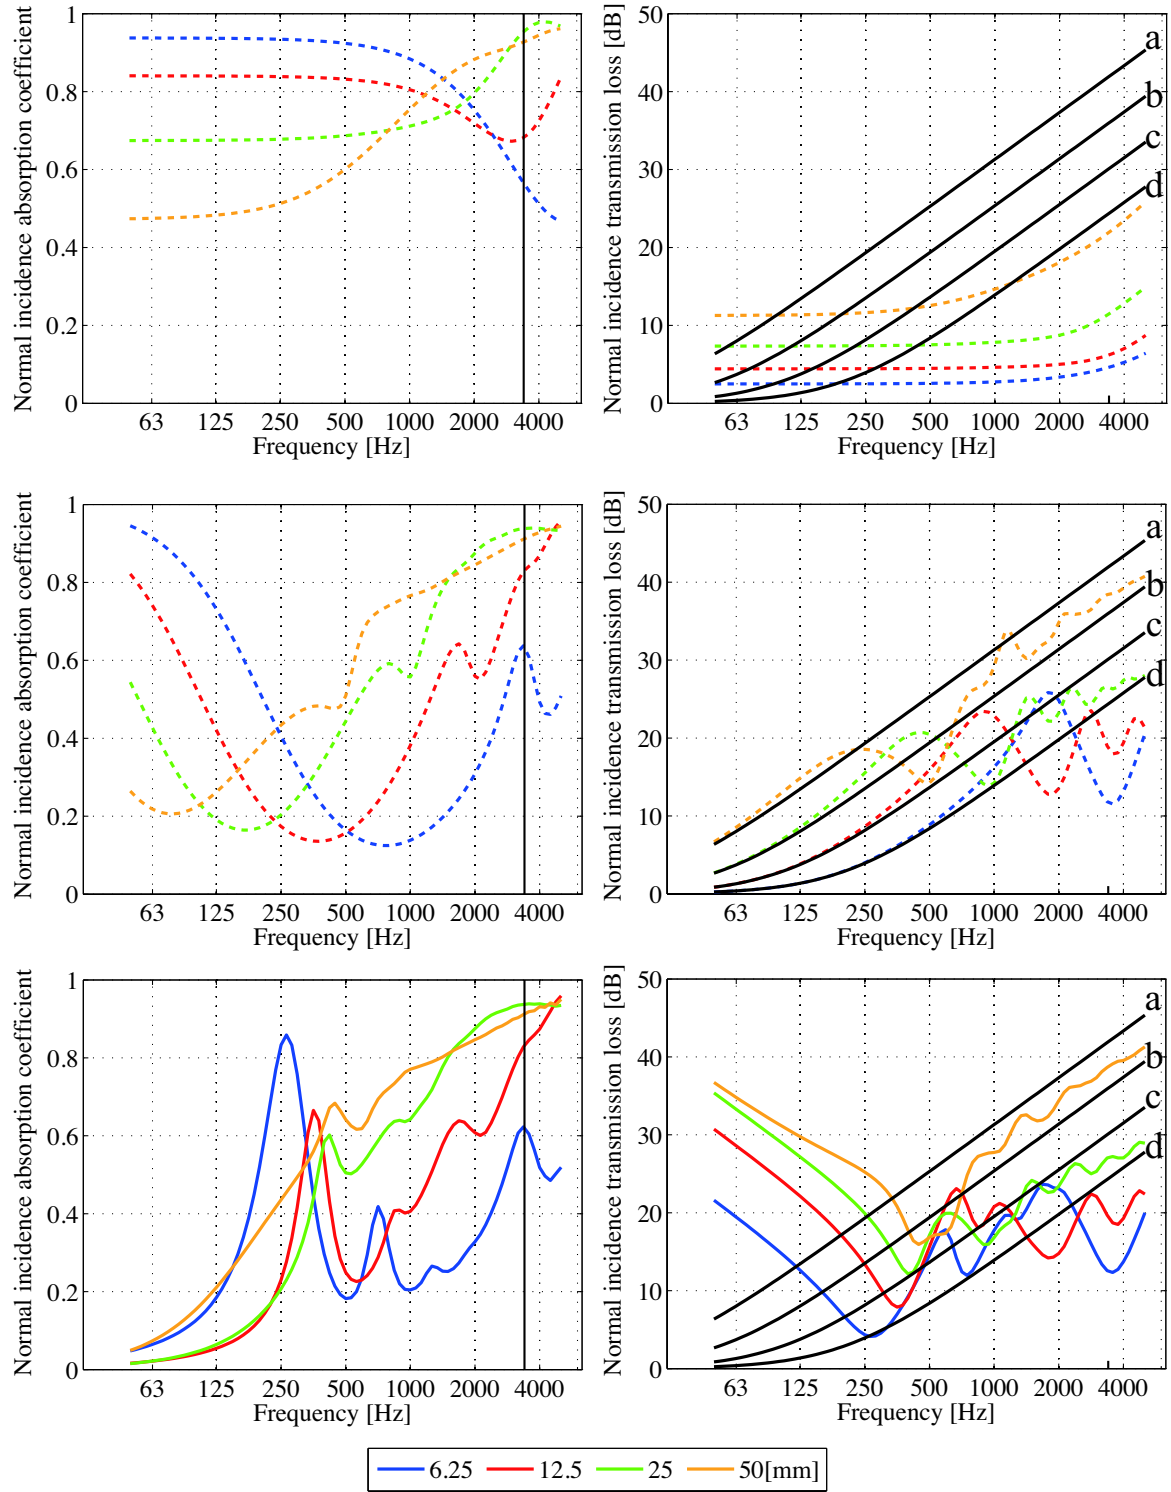 Normal incidence absorption coefficient
1
0.8
0.6
0.4
0.2
0
63 125 250 500 1000 2000 4000
Frequency [Hz]
Normal incidence transmission loss [dB]
50
40
30
20
10
0
63 125 250 500 1000 2000 4000
Frequency [Hz]
a
b
c
d
Normal incidence absorption coefficient
1
0.8
0.6
0.4
0.2
0
63 125 250 500 1000 2000 4000
Frequency [Hz]
Normal incidence transmission loss [dB]
50
40
30
20
10
0
63 125 250 500 1000 2000 4000
Frequency [Hz]
a
b
c
d
Normal incidence absorption coefficient
1
0.8
0.6
0.4
0.2
0
63 125 250 500 1000 2000 4000
Frequency [Hz]
Normal incidence transmission loss [dB]
50
40
30
20
10
0
63 125 250 500 1000 2000 4000
Frequency [Hz]
a
b
c
d
6.25 12.5 25 50[mm]